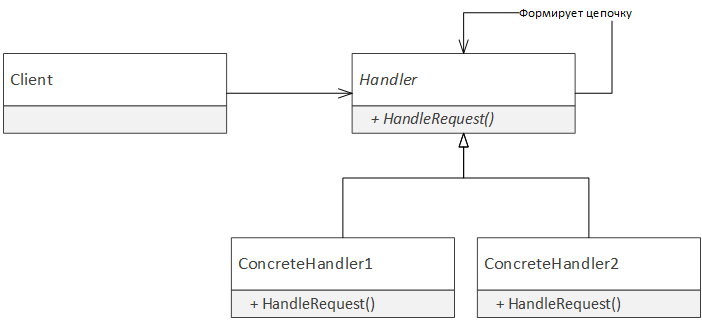 Формирует цепочку
Client
Handler
+ HandleRequest()
ConcreteHandler1
+ HandleRequest()
ConcreteHandler2
+ HandleRequest()